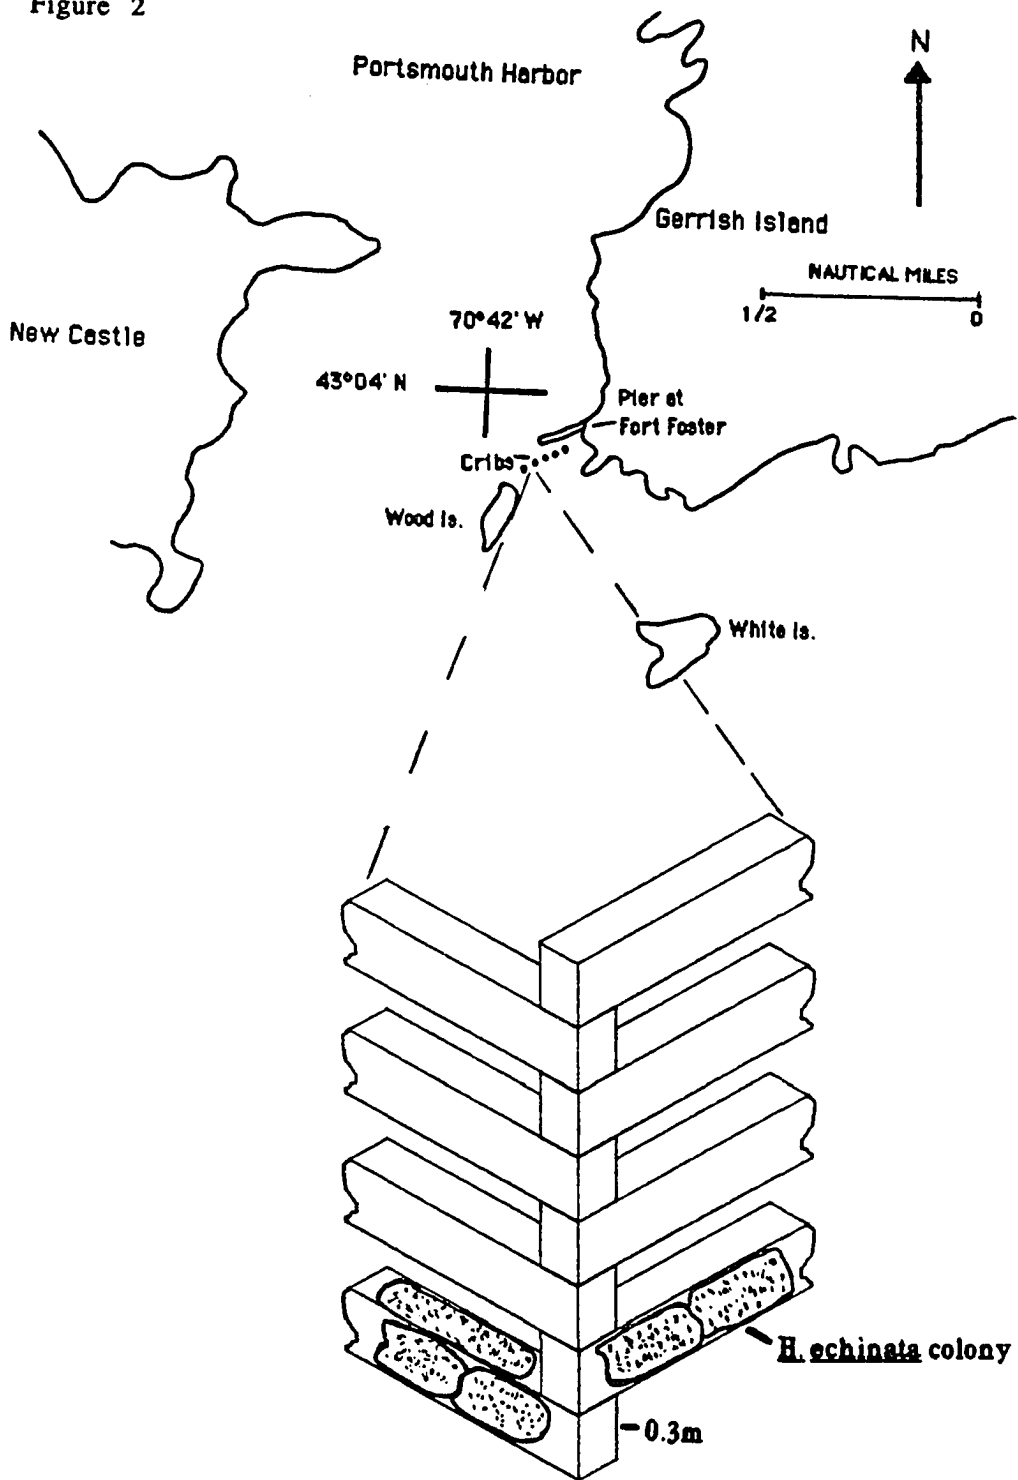 Figure 2
Portsmouth Harbor
N
Gerrish Island
NAUTICAL MILES
1/2 0
New Castle
70°42' W
43°04' N
Pier at
Fort Foster
Cribs
Wood Is.
White Is.
H. echinata colony
0.3m